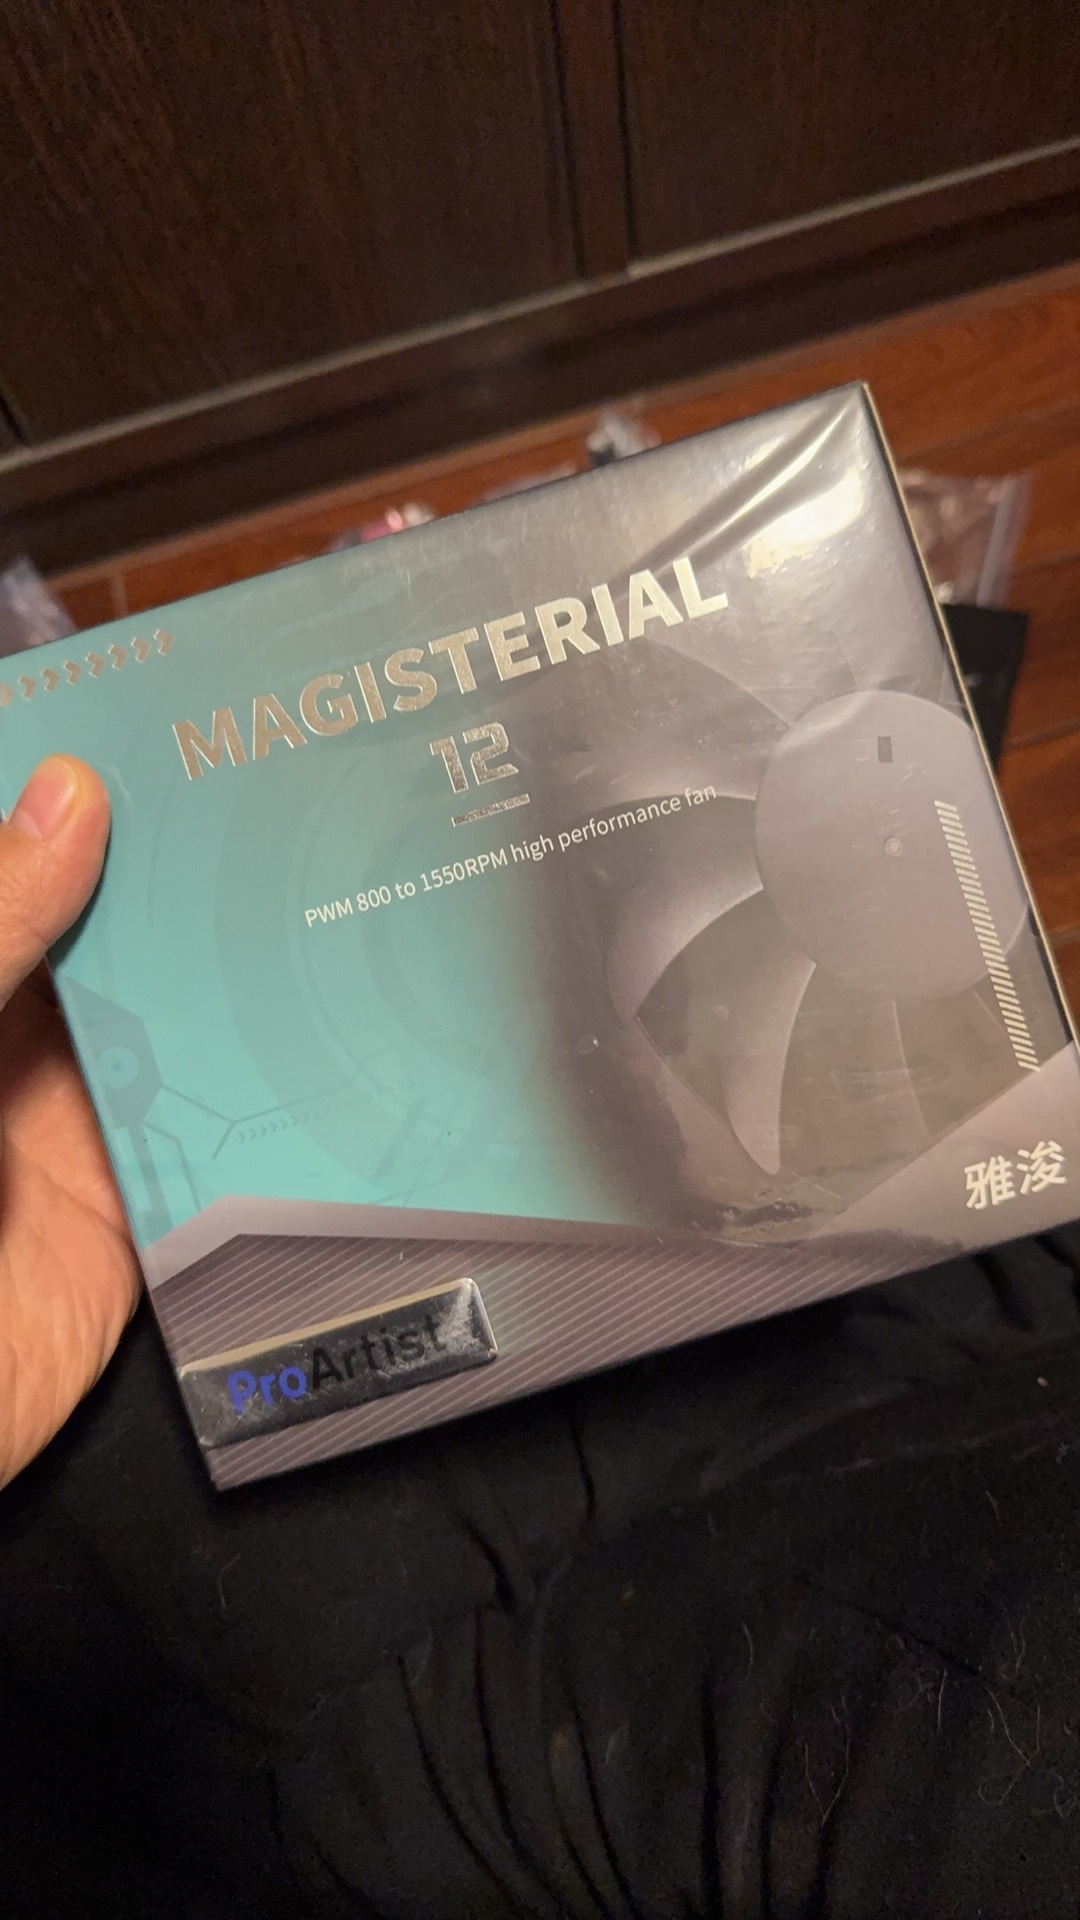 MAGISTERIAL
12
PWM 800 to 1550RPM high performance fan
雅浚
ProArtist